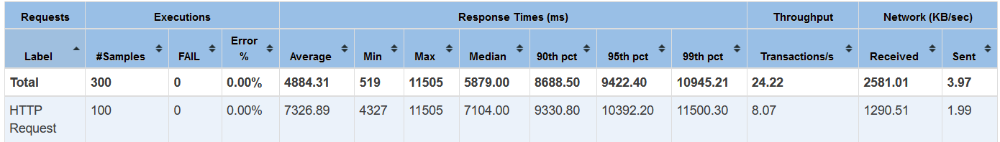 Requests Executions Response Times (ms) Throughput Network (KB/sec)
Label #Samples FAIL Error % Average Min Max Median 90th pct 95th pct 99th pct Transactions/s Received Sent
Total 300 0 0.00% 4884.31 519 11505 5879.00 8688.50 9422.40 10945.21 24.22 2581.01 3.97
HTTP Request 100 0 0.00% 7326.89 4327 11505 7104.00 9330.80 10392.20 11500.30 8.07 1290.51 1.99